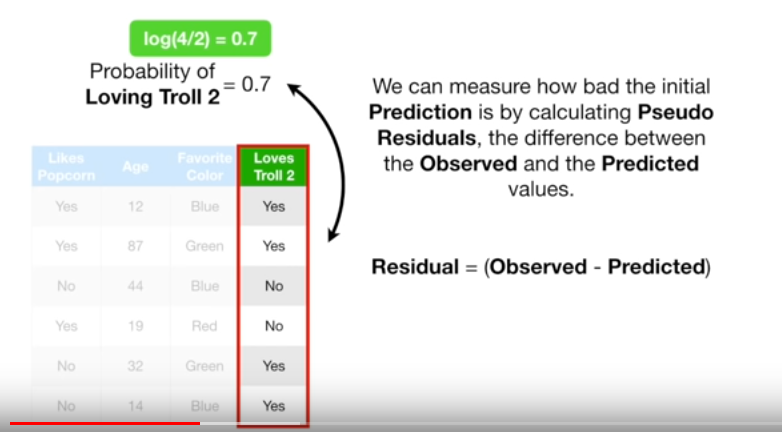 log(4/2) = 0.7
Probability of
Loving Troll 2 = 0.7
We can measure how bad the initial
Prediction is by calculating Pseudo
Residuals, the difference between
the Observed and the Predicted
values.
Residual = (Observed - Predicted)
Likes Popcorn Age Favorite Color Loves Troll 2
Yes 12 Blue Yes
Yes 87 Green Yes
No 44 Blue No
Yes 19 Red No
No 32 Green Yes
No 14 Blue Yes